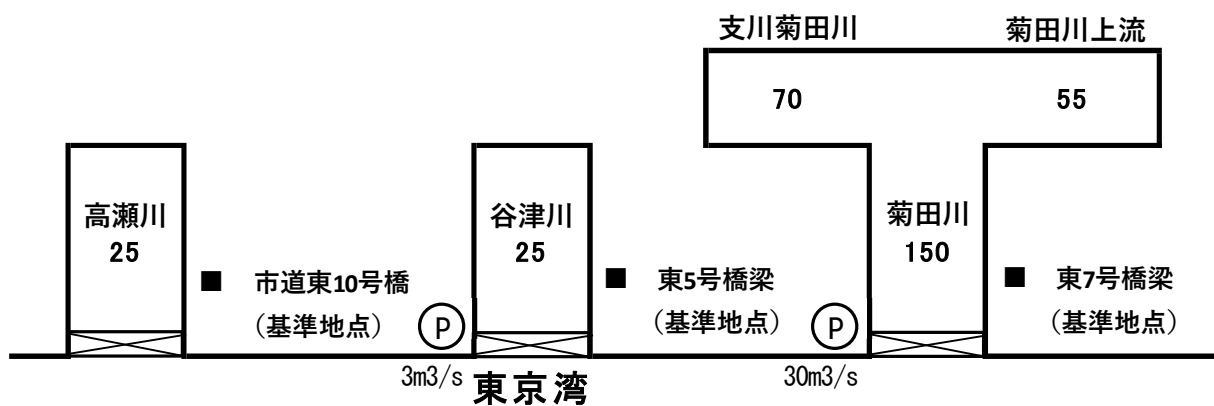 支川菊田川
菊田川上流
70
55
高瀬川
25
谷津川
25
菊田川
150
■ 市道東10号橋
(基準地点)
■ 東5号橋梁
(基準地点)
■ 東7号橋梁
(基準地点)
P
P
3m3/s
東京湾
30m3/s